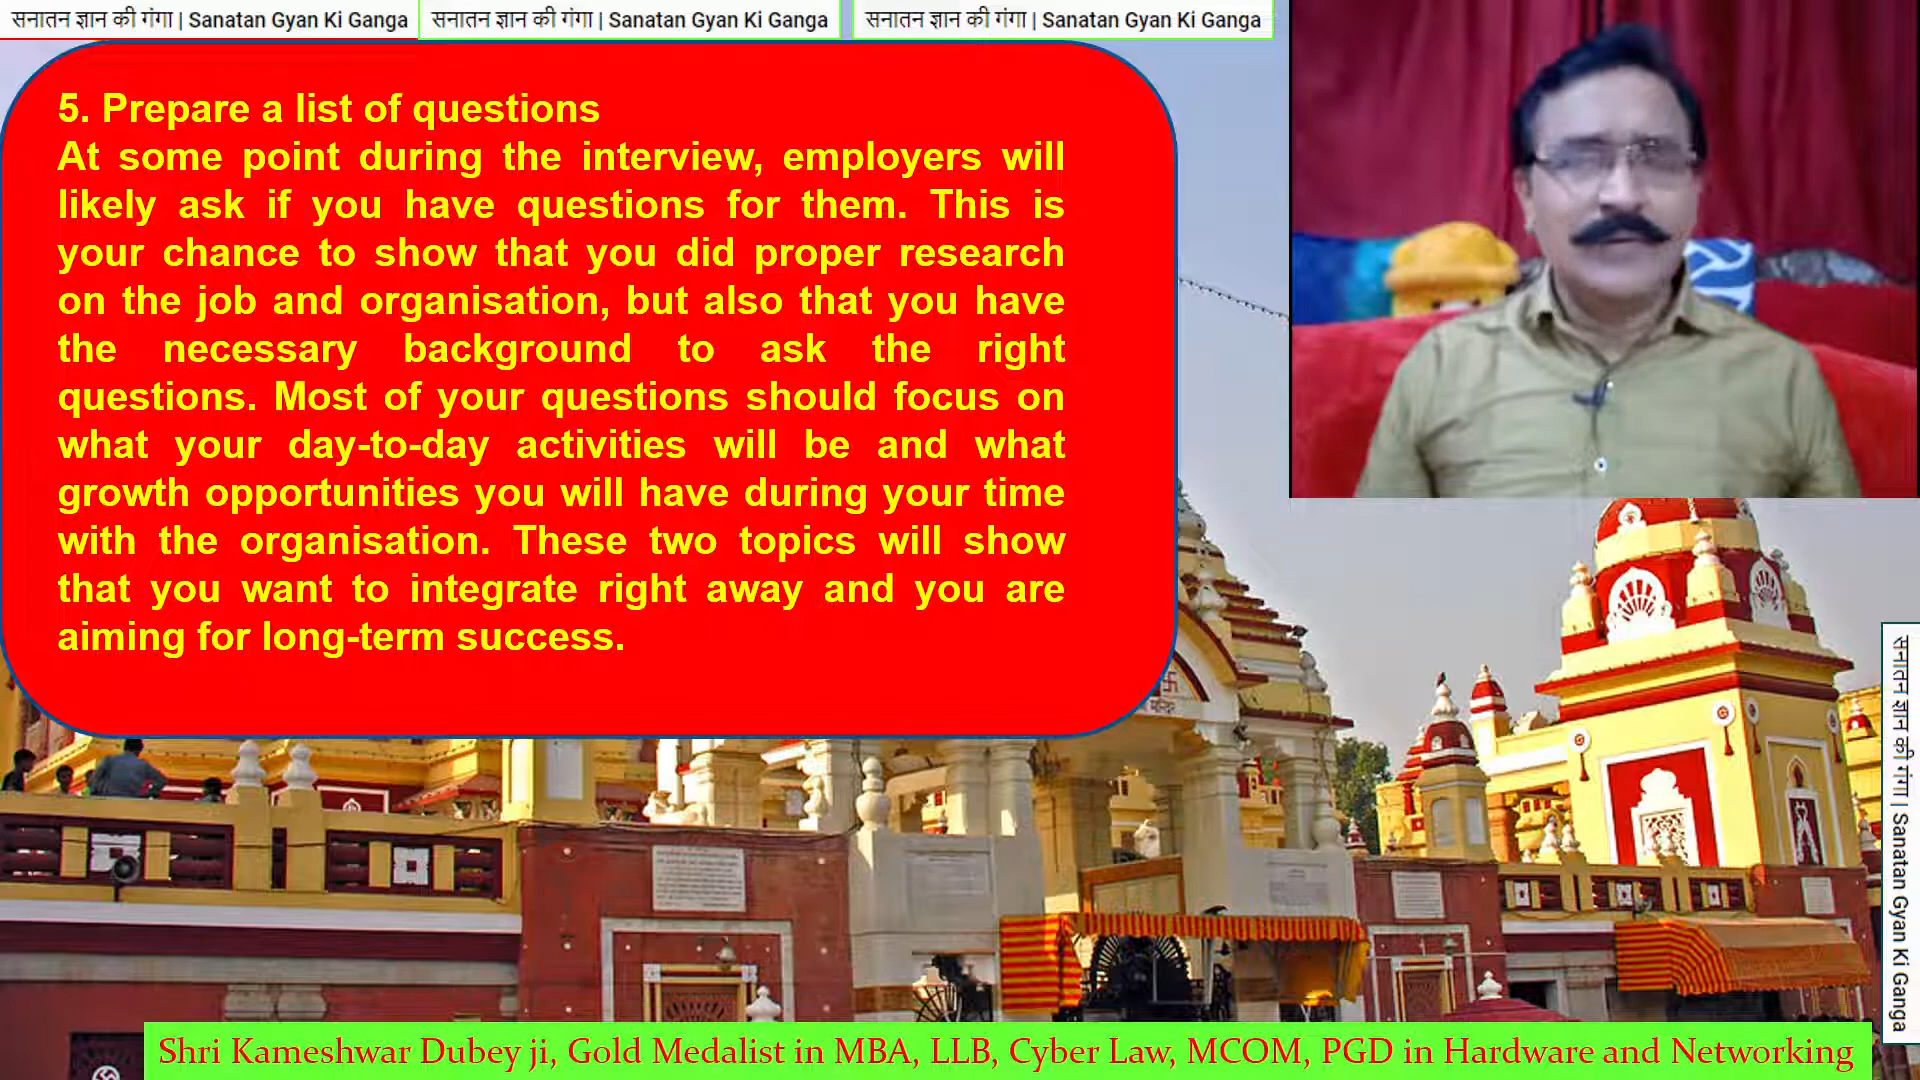 सनातन ज्ञान की गंगा | Sanatan Gyan Ki Ganga
सनातन ज्ञान की गंगा | Sanatan Gyan Ki Ganga
सनातन ज्ञान की गंगा | Sanatan Gyan Ki Ganga
5. Prepare a list of questions
At some point during the interview, employers will
likely ask if you have questions for them. This is
your chance to show that you did proper research
on the job and organisation, but also that you have
the necessary background to ask the right
questions. Most of your questions should focus on
what your day-to-day activities will be and what
growth opportunities you will have during your time
with the organisation. These two topics will show
that you want to integrate right away and you are
aiming for long-term success.
सनातन ज्ञान की गंगा | Sanatan Gyan Ki Ganga
Shri Kameshwar Dubey ji, Gold Medalist in MBA, LLB, Cyber Law, MCOM, PGD in Hardware and Networking